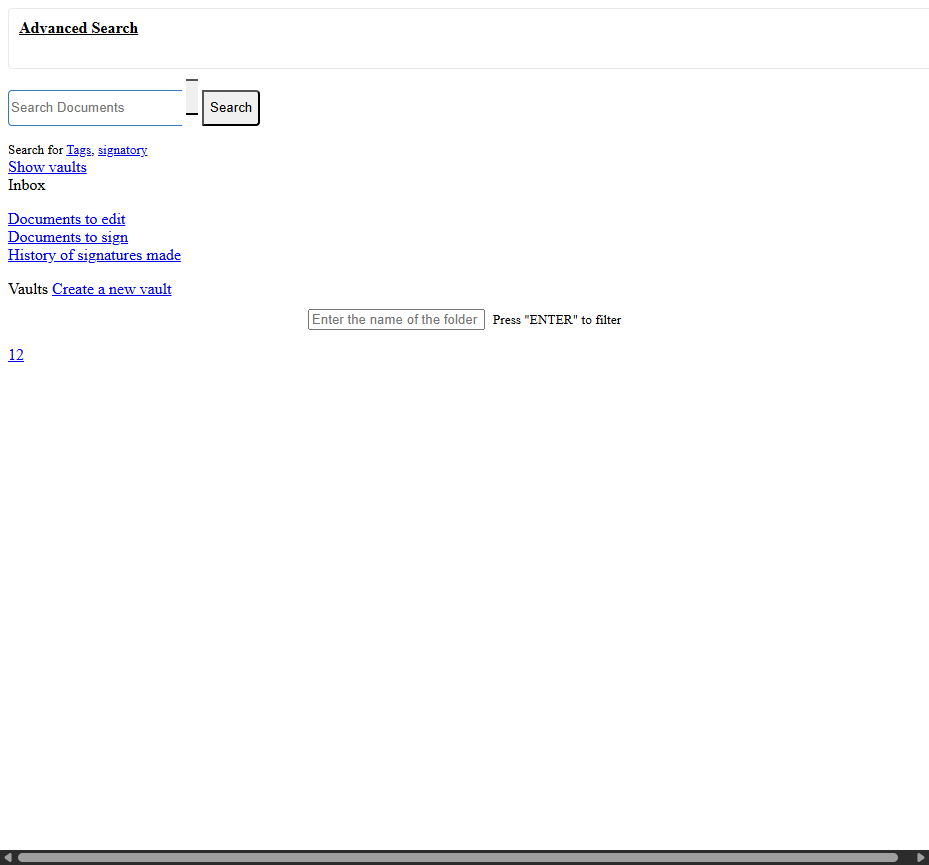 Advanced Search
Search Documents Search
Search for Tags, signatory
Show vaults
Inbox
Documents to edit
Documents to sign
History of signatures made
Vaults Create a new vault
Enter the name of the folder Press "ENTER" to filter
12